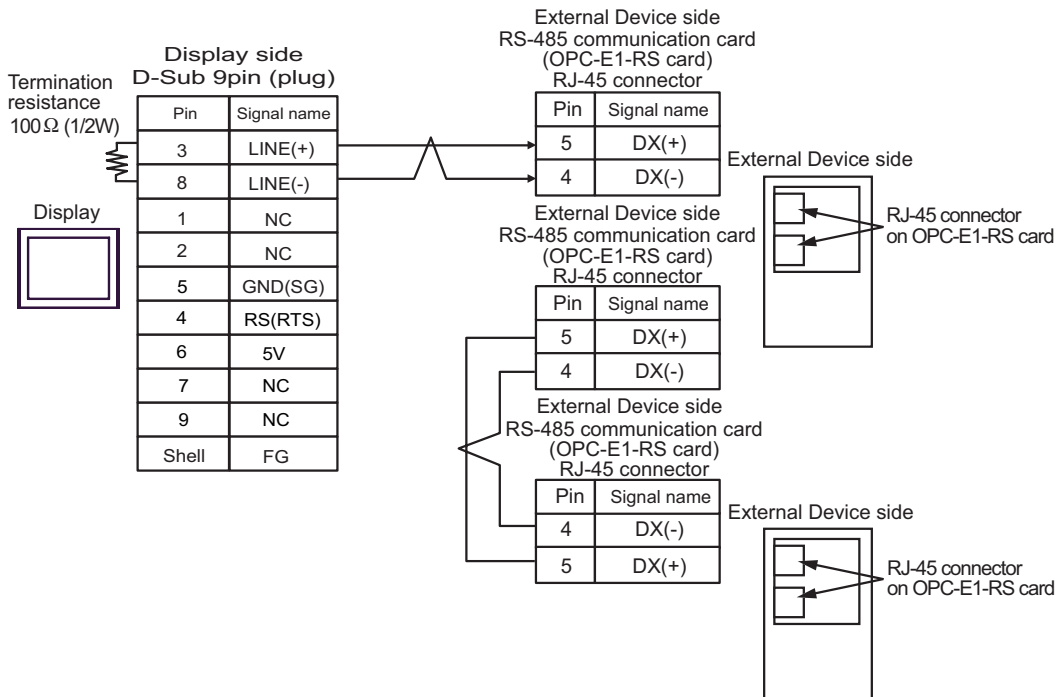 Termination
resistance
100Ω (1/2W)
Display
Display side
D-Sub 9pin (plug)
Pin Signal name
3 LINE(+)
8 LINE(-)
1 NC
2 NC
5 GND(SG)
4 RS(RTS)
6 5V
7 NC
9 NC
Shell FG
External Device side
RS-485 communication card
(OPC-E1-RS card)
RJ-45 connector
Pin Signal name
5 DX(+)
4 DX(-)
External Device side
RJ-45 connector
on OPC-E1-RS card
External Device side
RS-485 communication card
(OPC-E1-RS card)
RJ-45 connector
Pin Signal name
5 DX(+)
4 DX(-)
External Device side
RS-485 communication card
(OPC-E1-RS card)
RJ-45 connector
Pin Signal name
4 DX(-)
5 DX(+)
External Device side
RJ-45 connector
on OPC-E1-RS card